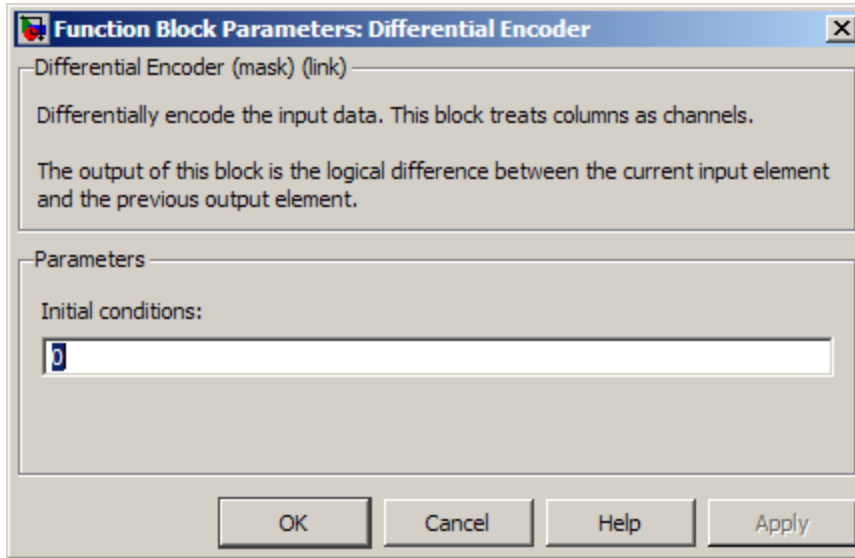 Function Block Parameters: Differential Encoder
Differential Encoder (mask) (link)
Differentially encode the input data. This block treats columns as channels.
The output of this block is the logical difference between the current input element
and the previous output element.
Parameters
Initial conditions:
0
OK Cancel Help Apply